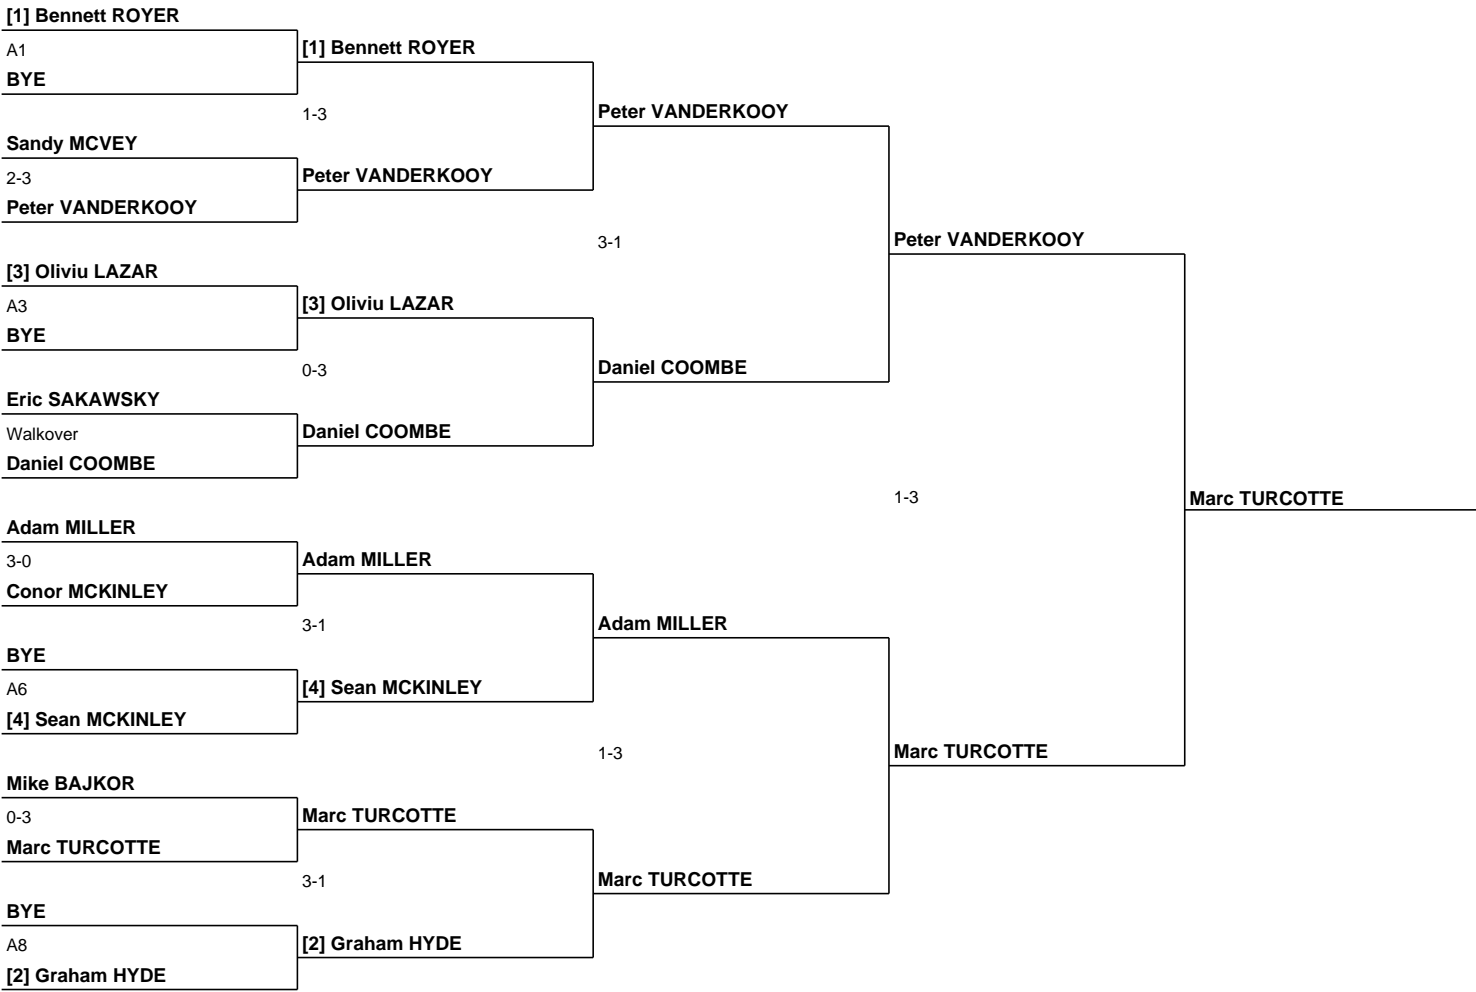 [1] Bennett ROYER
A1
BYE
[1] Bennett ROYER
1-3
Sandy MCVEY
2-3
Peter VANDERKOOY
Peter VANDERKOOY
Peter VANDERKOOY
3-1
[3] Oliviu LAZAR
A3
BYE
[3] Oliviu LAZAR
0-3
Eric SAKAWSKY
Walkover
Daniel COOMBE
Daniel COOMBE
Daniel COOMBE
Peter VANDERKOOY
1-3
Marc TURCOTTE
Adam MILLER
3-0
Conor MCKINLEY
Adam MILLER
3-1
BYE
A6
[4] Sean MCKINLEY
[4] Sean MCKINLEY
Adam MILLER
1-3
Mike BAJKOR
0-3
Marc TURCOTTE
Marc TURCOTTE
3-1
BYE
A8
[2] Graham HYDE
[2] Graham HYDE
Marc TURCOTTE
Marc TURCOTTE